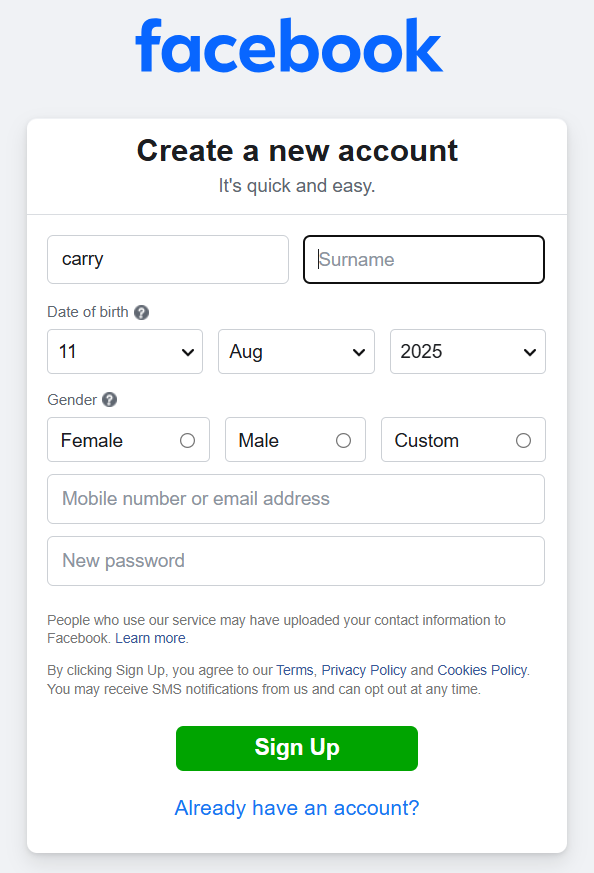 facebook
Create a new account
It's quick and easy.
carry Surname
Date of birth ?
11 Aug 2025
Gender ?
Female Male Custom
Mobile number or email address
New password
People who use our service may have uploaded your contact information to
Facebook. Learn more.
By clicking Sign Up, you agree to our Terms, Privacy Policy and Cookies Policy.
You may receive SMS notifications from us and can opt out at any time.
Sign Up
Already have an account?